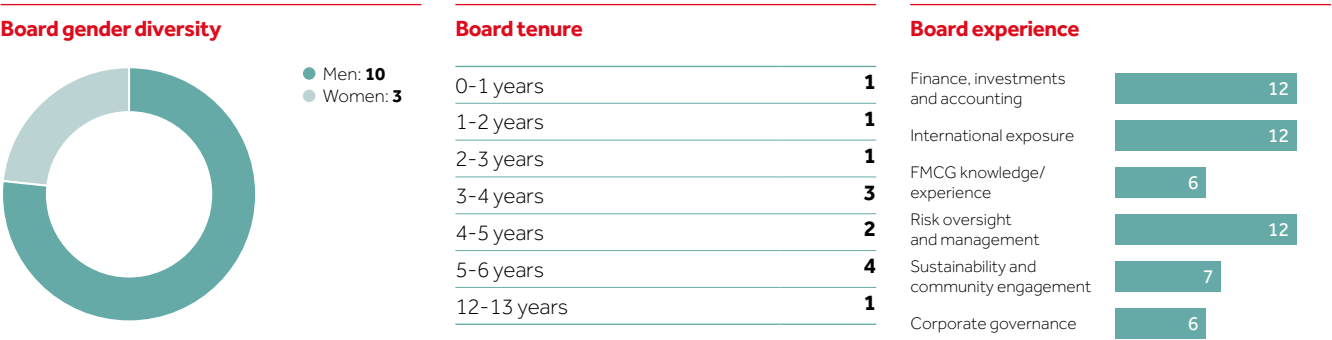 Board gender diversity
Men: 10
Women: 3
Board tenure
0-1 years 1
1-2 years 1
2-3 years 1
3-4 years 3
4-5 years 2
5-6 years 4
12-13 years 1
Board experience
Finance, investments
and accounting 12
International exposure 12
FMCG knowledge/
experience 6
Risk oversight
and management 12
Sustainability and
community engagement 7
Corporate governance 6